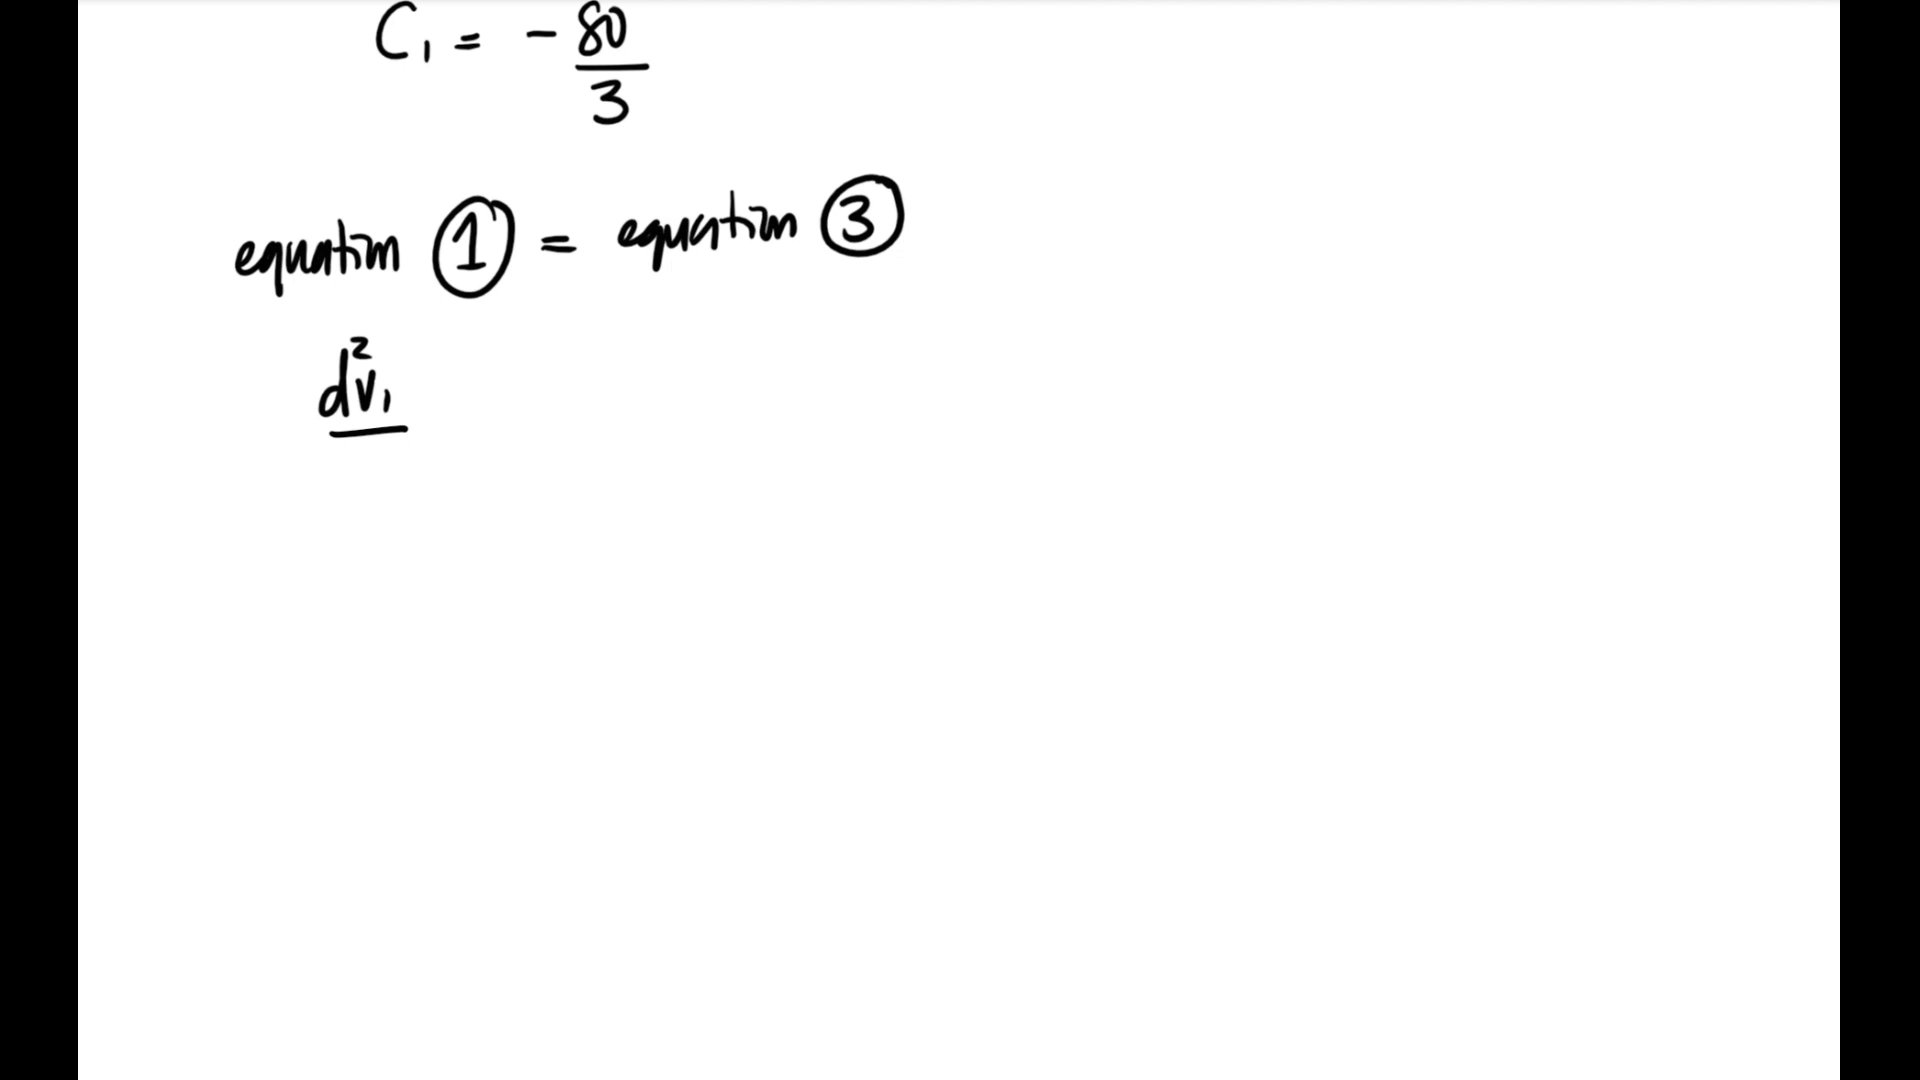 C₁ = - 80/3
equation ① = equation ③
d²v₁